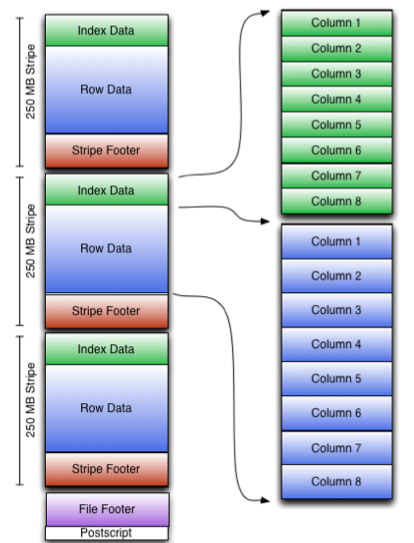 250 MB Stripe
Index Data
Row Data
Stripe Footer
250 MB Stripe
Index Data
Row Data
Stripe Footer
250 MB Stripe
Index Data
Row Data
Stripe Footer
File Footer
Postscript
Column 1
Column 2
Column 3
Column 4
Column 5
Column 6
Column 7
Column 8
Column 1
Column 2
Column 3
Column 4
Column 5
Column 6
Column 7
Column 8